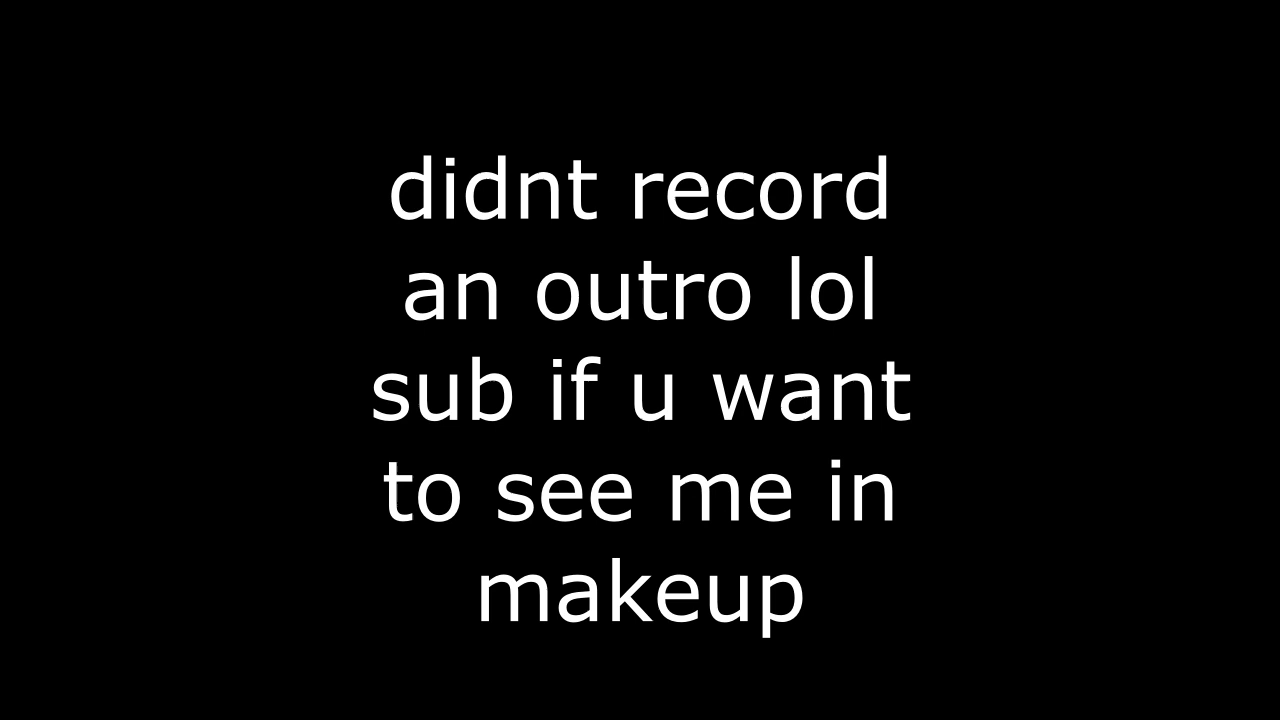 didnt record
an outro lol
sub if u want
to see me in
makeup